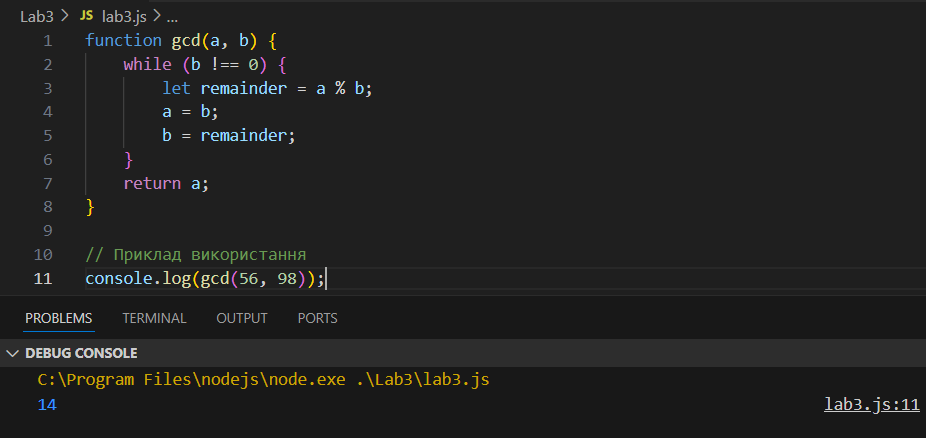 Lab3 > JS lab3.js > ...
1 function gcd(a, b) {
2 while (b !== 0) {
3 let remainder = a % b;
4 a = b;
5 b = remainder;
6 }
7 return a;
8 }
9
10 // Приклад використання
11 console.log(gcd(56, 98));
PROBLEMS TERMINAL OUTPUT PORTS
DEBUG CONSOLE
C:\Program Files\nodejs\node.exe .\Lab3\lab3.js
14 lab3.js:11